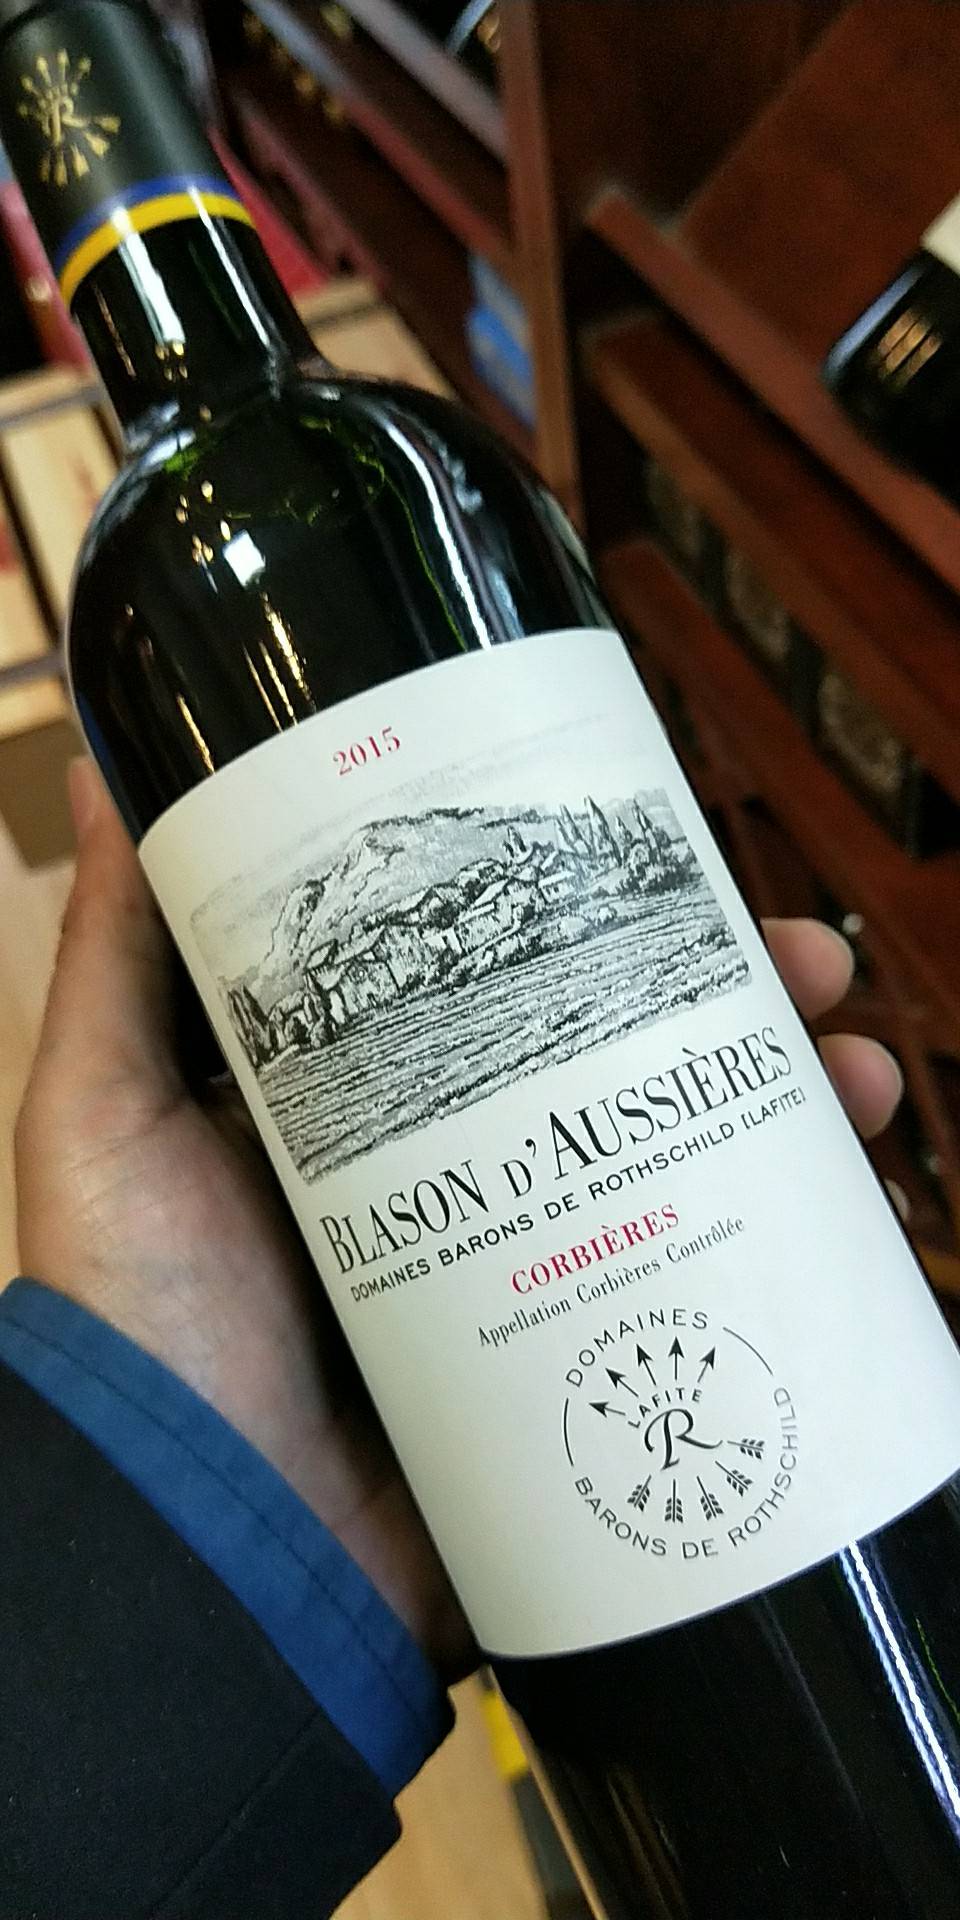 R
2015
BLASON D'AUSSIÈRES
DOMAINES BARONS DE ROTHSCHILD [LAFITE]
CORBIÈRES
Appellation Corbières Contrôlée
DOMAINES
LAFITE
R
BARONS DE ROTHSCHILD